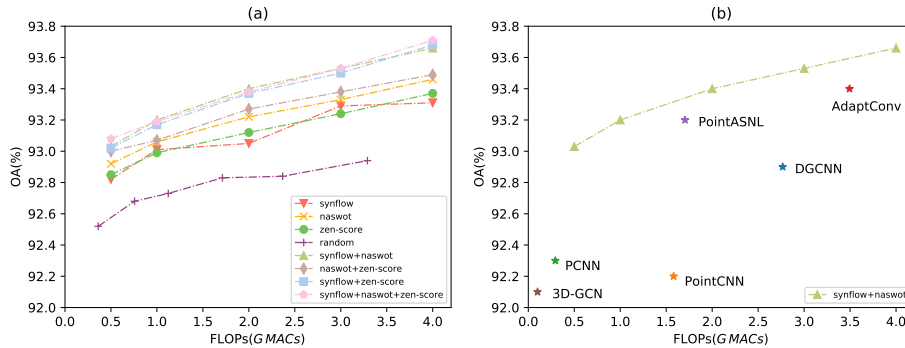 (a)
93.8
93.6
93.4
93.2
93.0
92.8
92.6
92.4
92.2
92.0
OA(%)
0.0 0.5 1.0 1.5 2.0 2.5 3.0 3.5 4.0
FLOPs(G MACs)
synflow
naswot
zen-score
random
synflow+naswot
naswot+zen-score
synflow+zen-score
synflow+naswot+zen-score
(b)
93.8
93.6
93.4
93.2
93.0
92.8
92.6
92.4
92.2
92.0
OA(%)
AdaptConv
PointASNL
DGCNN
PCNN
PointCNN
3D-GCN
synflow+naswot
0.0 0.5 1.0 1.5 2.0 2.5 3.0 3.5 4.0
FLOPs(G MACs)